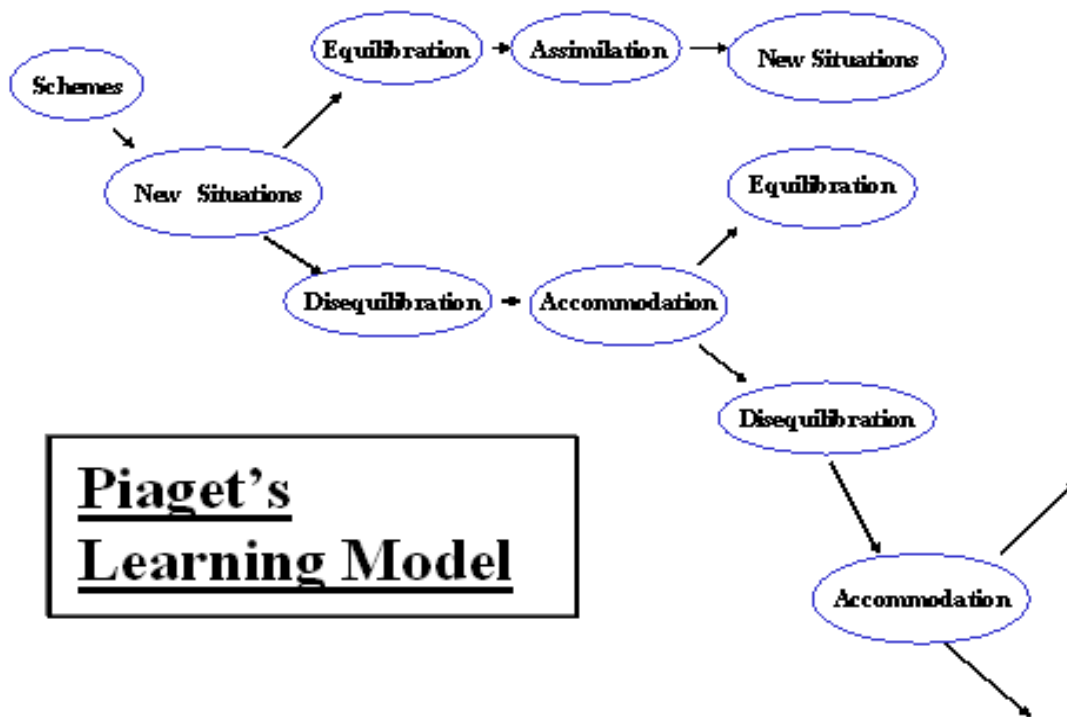 Schemes
New Situations
Equilibration
Assimilation
New Situations
Disequilibration
Accommodation
Equilibration
Disequilibration
Accommodation
Piaget's
Learning Model